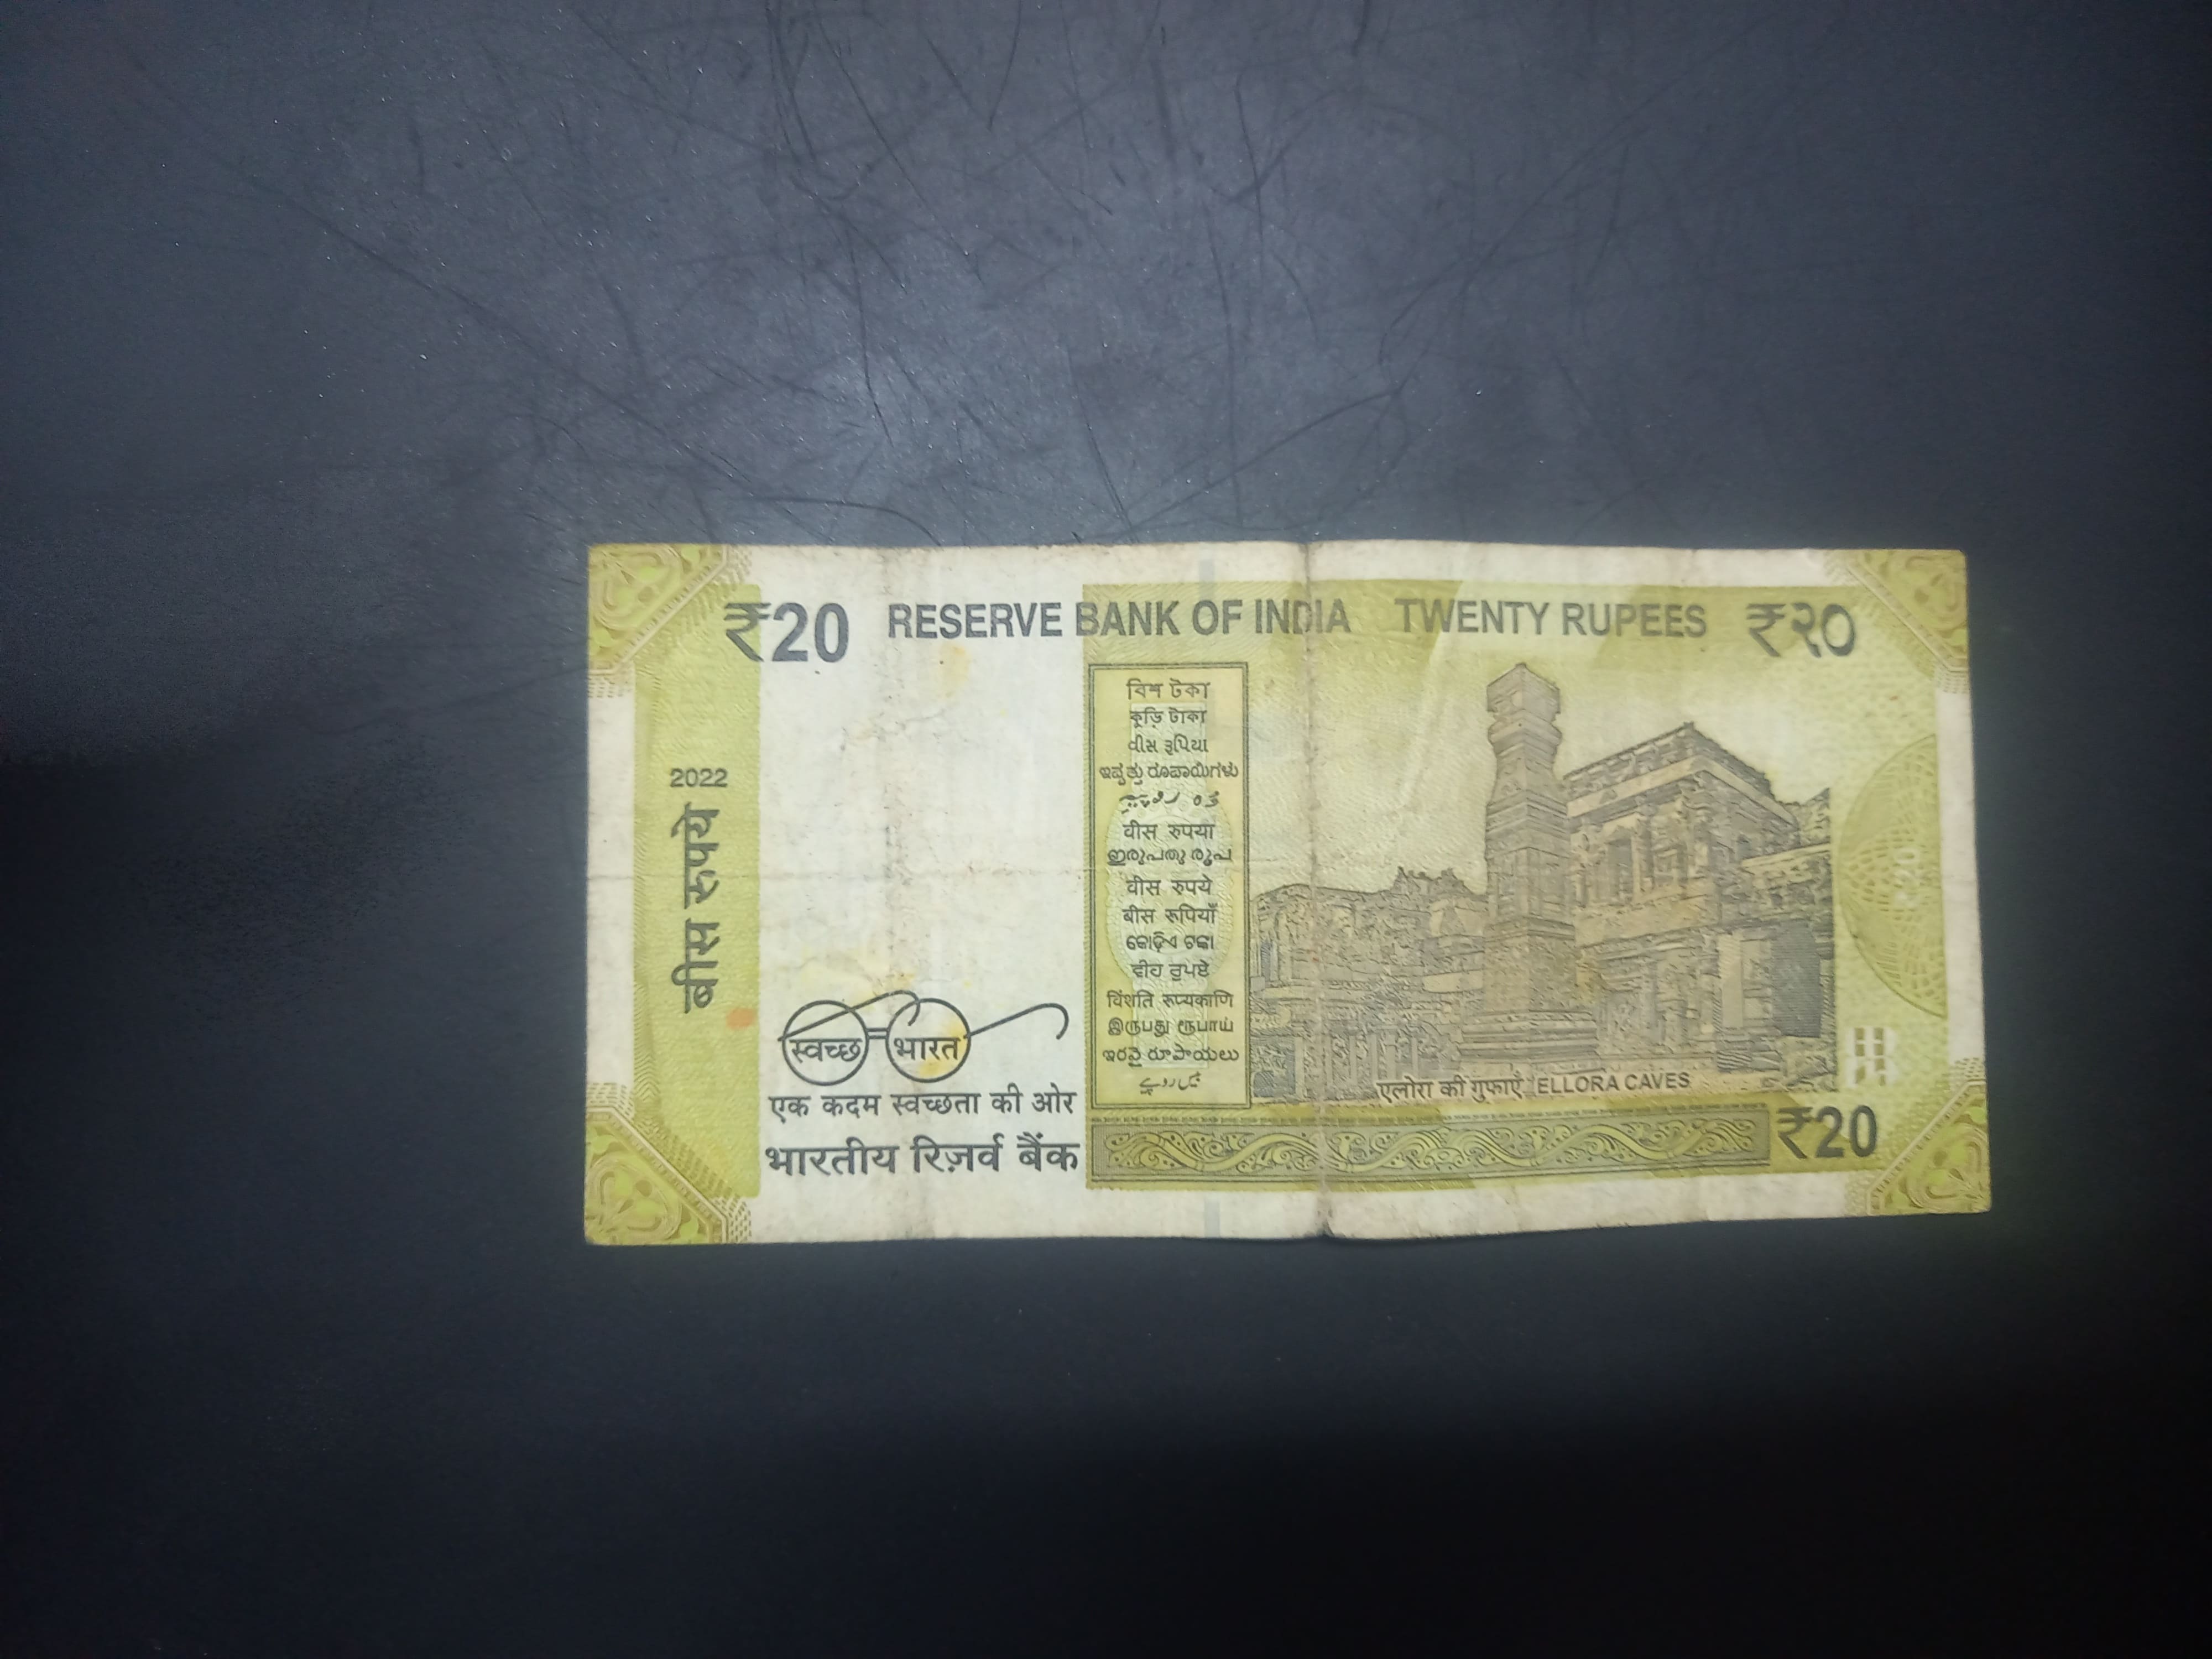 ₹20 RESERVE BANK OF INDIA TWENTY RUPEES ₹२०
2022
बीस रुपये
বিশ টকা
কুড়ি টাকা
વીસ રૂપિયા
ಇಪ್ಪತ್ತು ರೂಪಾಯಿಗಳು
वीस रुपया
ഇരുപതു രൂപ
वीस रुपये
बीस रूपियाँ
କୋଡ଼ିଏ ଟଙ୍କା
ਵੀਹ ਰੁਪਏ
विंशति रूप्यकाणि
இருபது ரூபாய்
ఇరవై రూపాయలు
بیس روپے
स्वच्छ भारत
एक कदम स्वच्छता की ओर
भारतीय रिज़र्व बैंक
एलोरा की गुफाएँ ELLORA CAVES
₹20